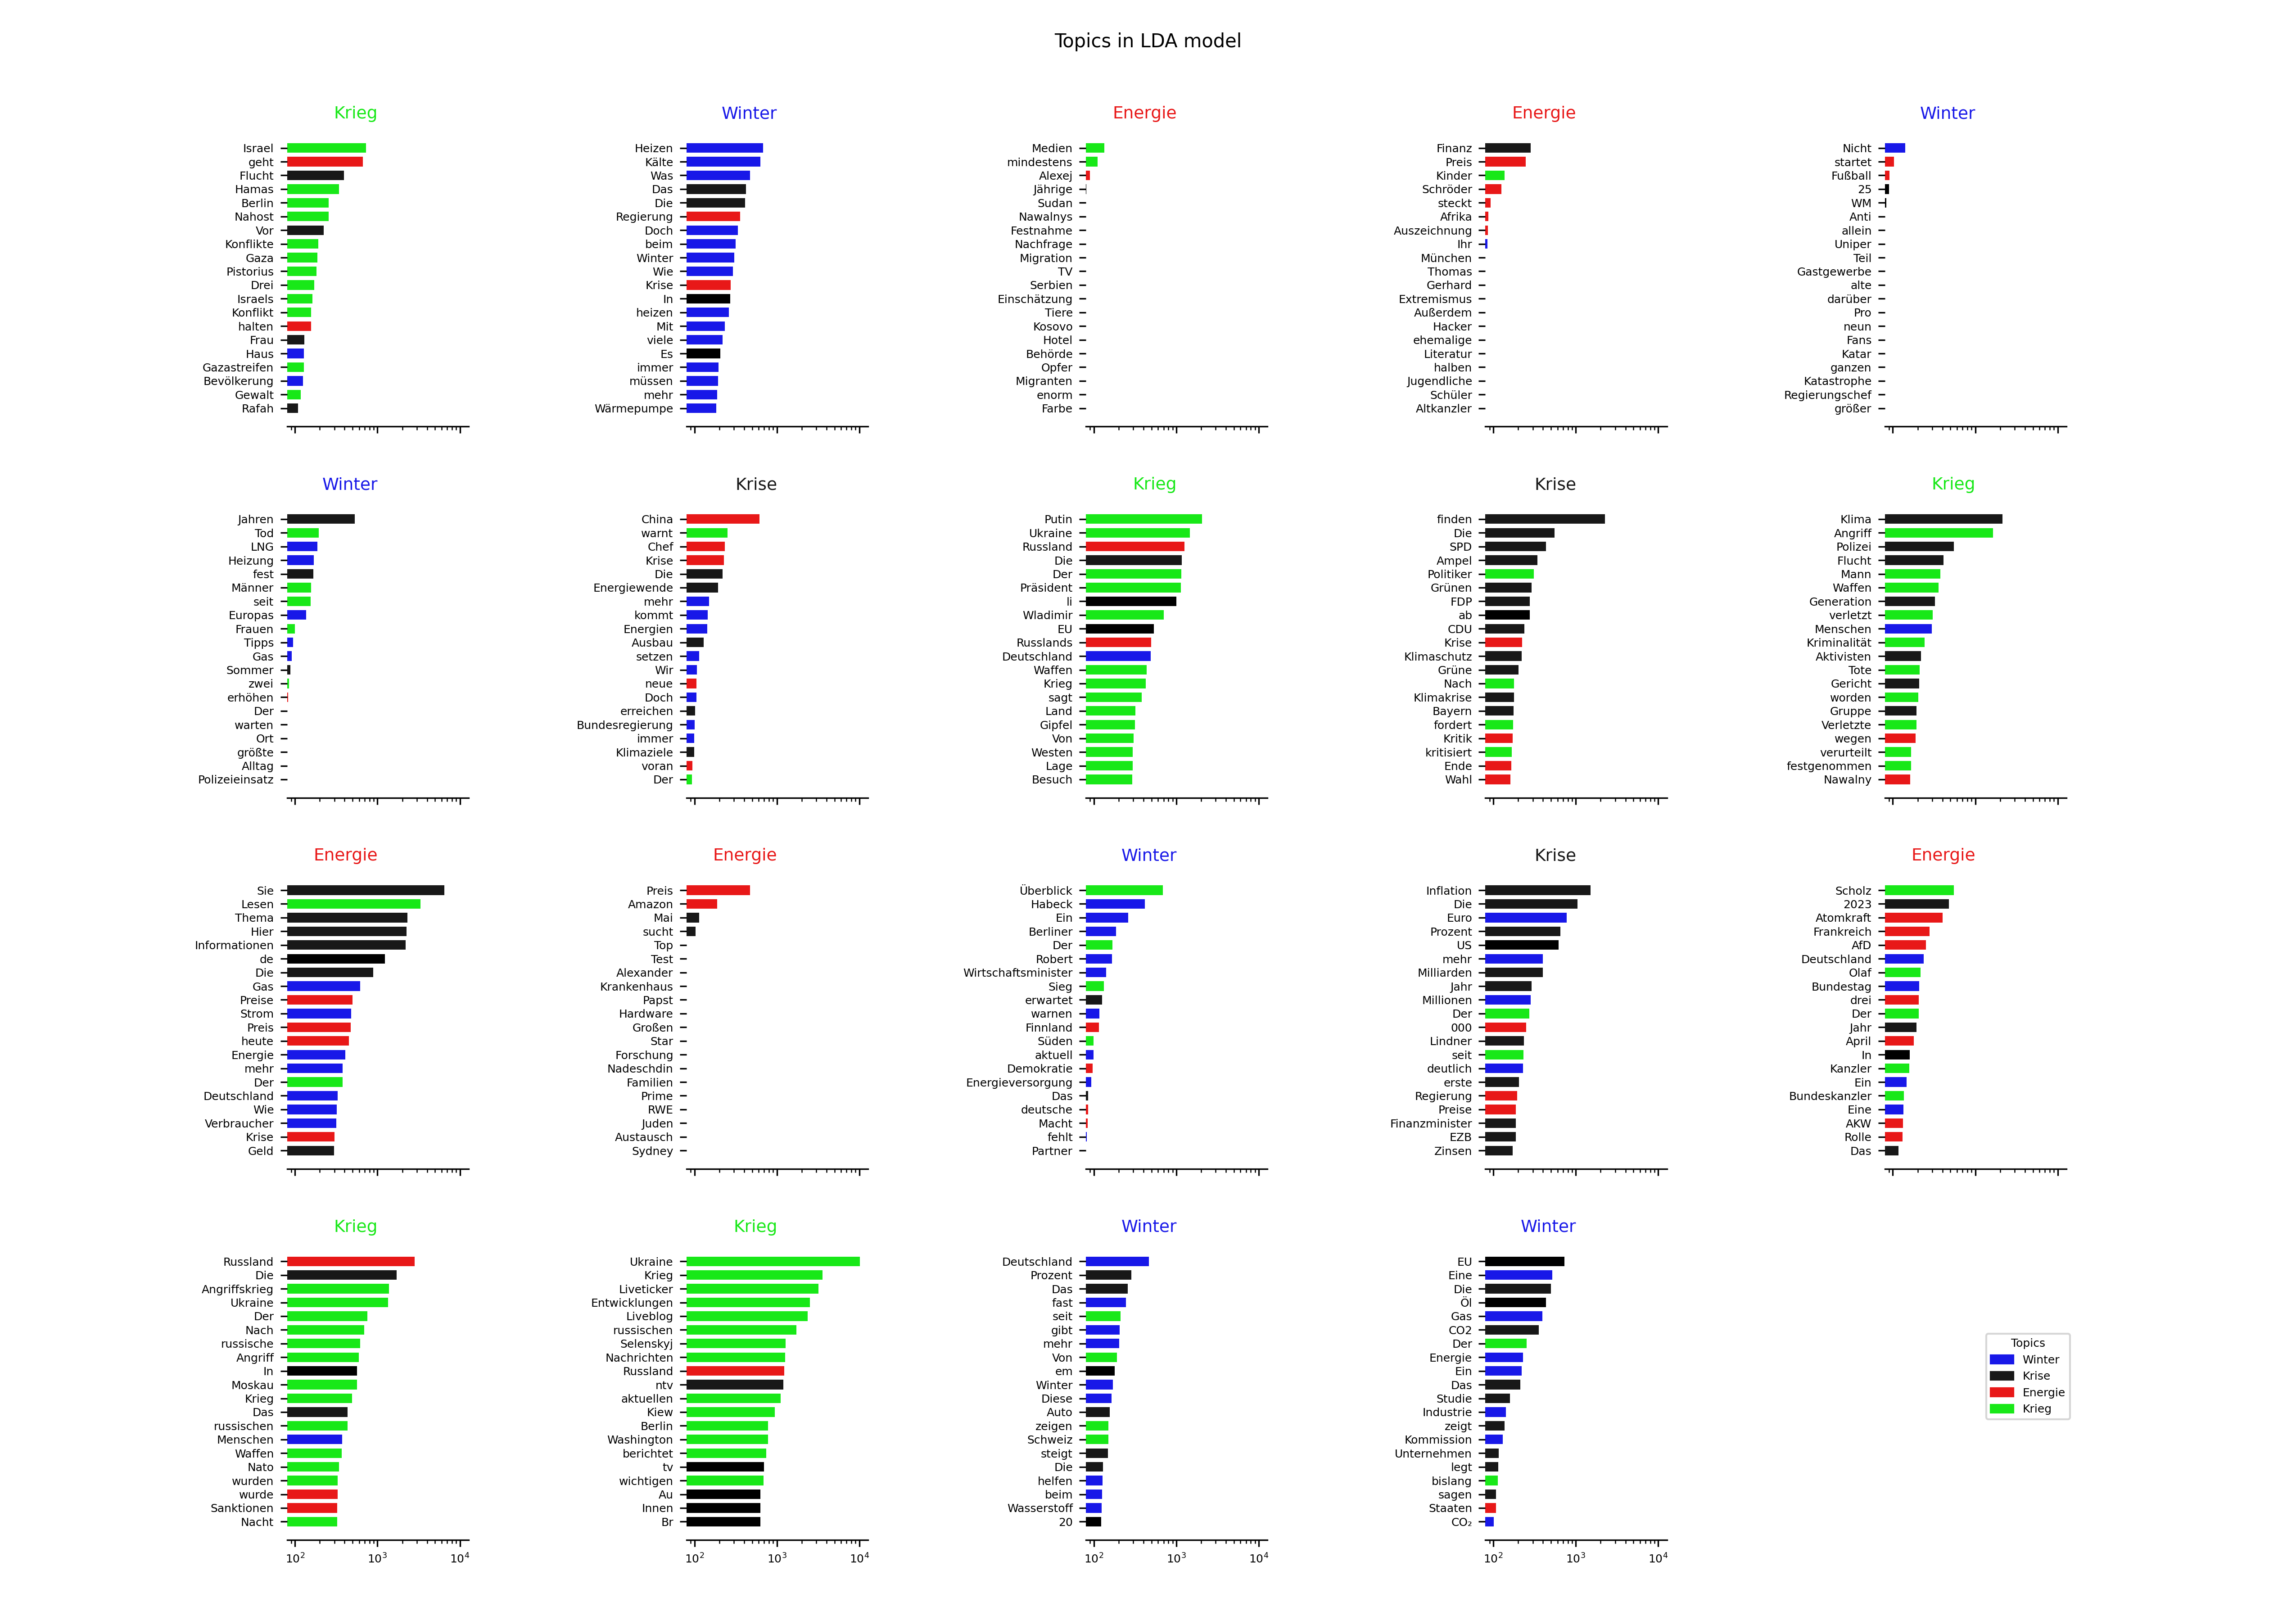 Topics in LDA model
Krieg
Israel
geht
Flucht
Hamas
Berlin
Nahost
Vor
Konflikte
Gaza
Pistorius
Drei
Israels
Konflikt
halten
Frau
Haus
Gazastreifen
Bevölkerung
Gewalt
Rafah
Winter
Heizen
Kälte
Was
Das
Die
Regierung
Doch
beim
Winter
Wie
Krise
In
heizen
Mit
viele
Es
immer
müssen
mehr
Wärmepumpe
Energie
Medien
mindestens
Alexej
Jährige
Sudan
Nawalnys
Festnahme
Nachfrage
Migration
TV
Serbien
Einschätzung
Tiere
Kosovo
Hotel
Behörde
Opfer
Migranten
enorm
Farbe
Energie
Finanz
Preis
Kinder
Schröder
steckt
Afrika
Auszeichnung
Ihr
München
Thomas
Gerhard
Extremismus
Außerdem
Hacker
ehemalige
Literatur
halben
Jugendliche
Schüler
Altkanzler
Winter
Nicht
startet
Fußball
25
WM
Anti
allein
Uniper
Teil
Gastgewerbe
alte
darüber
Pro
neun
Fans
Katar
ganzen
Katastrophe
Regierungschef
größer
Winter
Jahren
Tod
LNG
Heizung
fest
Männer
seit
Europas
Frauen
Tipps
Gas
Sommer
zwei
erhöhen
Der
warten
Ort
größte
Alltag
Polizeieinsatz
Krise
China
warnt
Chef
Krise
Die
Energiewende
mehr
kommt
Energien
Ausbau
setzen
Wir
neue
Doch
erreichen
Bundesregierung
immer
Klimaziele
voran
Der
Krieg
Putin
Ukraine
Russland
Die
Der
Präsident
li
Wladimir
EU
Russlands
Deutschland
Waffen
Krieg
sagt
Land
Gipfel
Von
Westen
Lage
Besuch
Krise
finden
Die
SPD
Ampel
Politiker
Grünen
FDP
ab
CDU
Krise
Klimaschutz
Grüne
Nach
Klimakrise
Bayern
fordert
Kritik
kritisiert
Ende
Wahl
Krieg
Klima
Angriff
Polizei
Flucht
Mann
Waffen
Generation
verletzt
Menschen
Kriminalität
Aktivisten
Tote
Gericht
worden
Gruppe
Verletzte
wegen
verurteilt
festgenommen
Nawalny
Energie
Sie
Lesen
Thema
Hier
Informationen
de
Die
Gas
Preise
Strom
Preis
heute
Energie
mehr
Der
Deutschland
Wie
Verbraucher
Krise
Geld
Energie
Preis
Amazon
Mai
sucht
Top
Test
Alexander
Krankenhaus
Papst
Hardware
Großen
Star
Forschung
Nadeschdin
Familien
Prime
RWE
Juden
Austausch
Sydney
Winter
Überblick
Habeck
Ein
Berliner
Der
Robert
Wirtschaftsminister
Sieg
erwartet
warnen
Finnland
Süden
aktuell
Demokratie
Energieversorgung
Das
deutsche
Macht
fehlt
Partner
Krise
Inflation
Die
Euro
Prozent
US
mehr
Milliarden
Jahr
Millionen
Der
000
Lindner
seit
deutlich
erste
Regierung
Preise
Finanzminister
EZB
Zinsen
Energie
Scholz
2023
Atomkraft
Frankreich
AfD
Deutschland
Olaf
Bundestag
drei
Der
Jahr
April
In
Kanzler
Ein
Bundeskanzler
Eine
AKW
Rolle
Das
Krieg
Russland
Die
Angriffskrieg
Ukraine
Der
Nach
russische
Angriff
In
Moskau
Krieg
Das
russischen
Menschen
Waffen
Nato
wurden
wurde
Sanktionen
Nacht
10² 10³ 10⁴
Krieg
Ukraine
Krieg
Liveticker
Entwicklungen
Liveblog
russischen
Selenskyj
Nachrichten
Russland
ntv
aktuellen
Kiew
Berlin
Washington
berichtet
tv
wichtigen
Au
Innen
Br
10² 10³ 10⁴
Winter
Deutschland
Prozent
Das
fast
seit
gibt
mehr
Von
em
Winter
Diese
Auto
zeigen
Schweiz
steigt
Die
helfen
beim
Wasserstoff
20
10² 10³ 10⁴
Winter
EU
Eine
Die
Öl
Gas
CO2
Der
Energie
Ein
Das
Studie
Industrie
zeigt
Kommission
Unternehmen
legt
bislang
sagen
Staaten
CO₂
10² 10³ 10⁴
Topics
Winter
Krise
Energie
Krieg